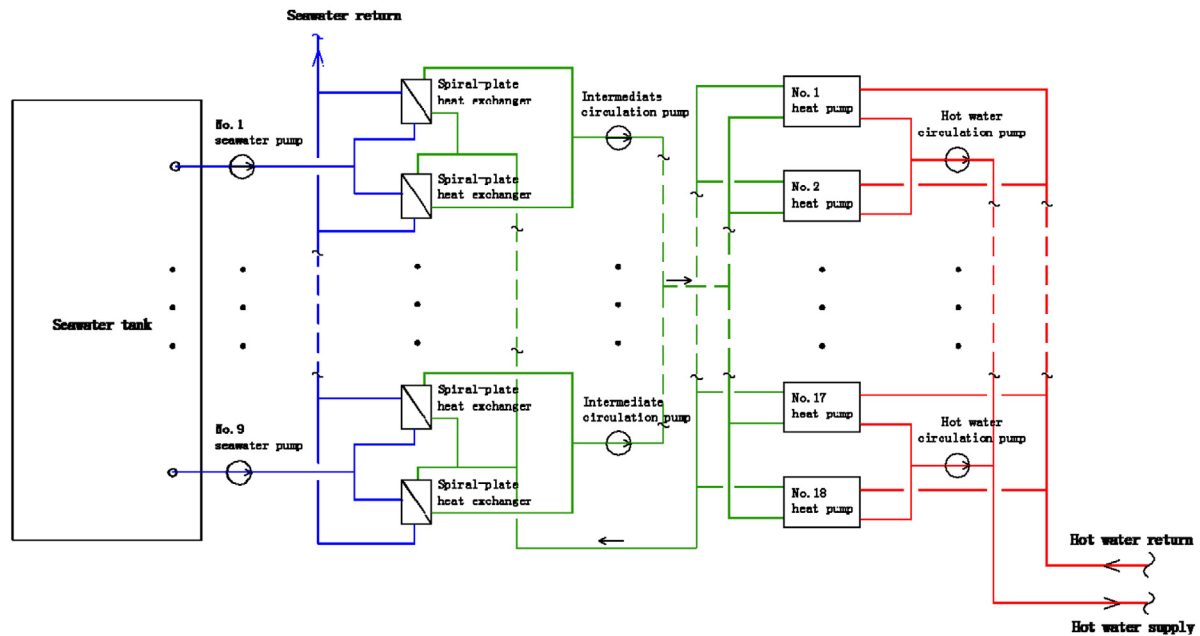 Seawater return
Spiral-plate
heat exchanger
No.1
seawater pump
Spiral-plate
heat exchanger
Intermediate
circulation pump
No.1
heat pump
Hot water
circulation pump
No.2
heat pump
Seawater tank
Spiral-plate
heat exchanger
No.9
seawater pump
Spiral-plate
heat exchanger
Intermediate
circulation pump
No.17
heat pump
Hot water
circulation pump
No.18
heat pump
Hot water return
Hot water supply